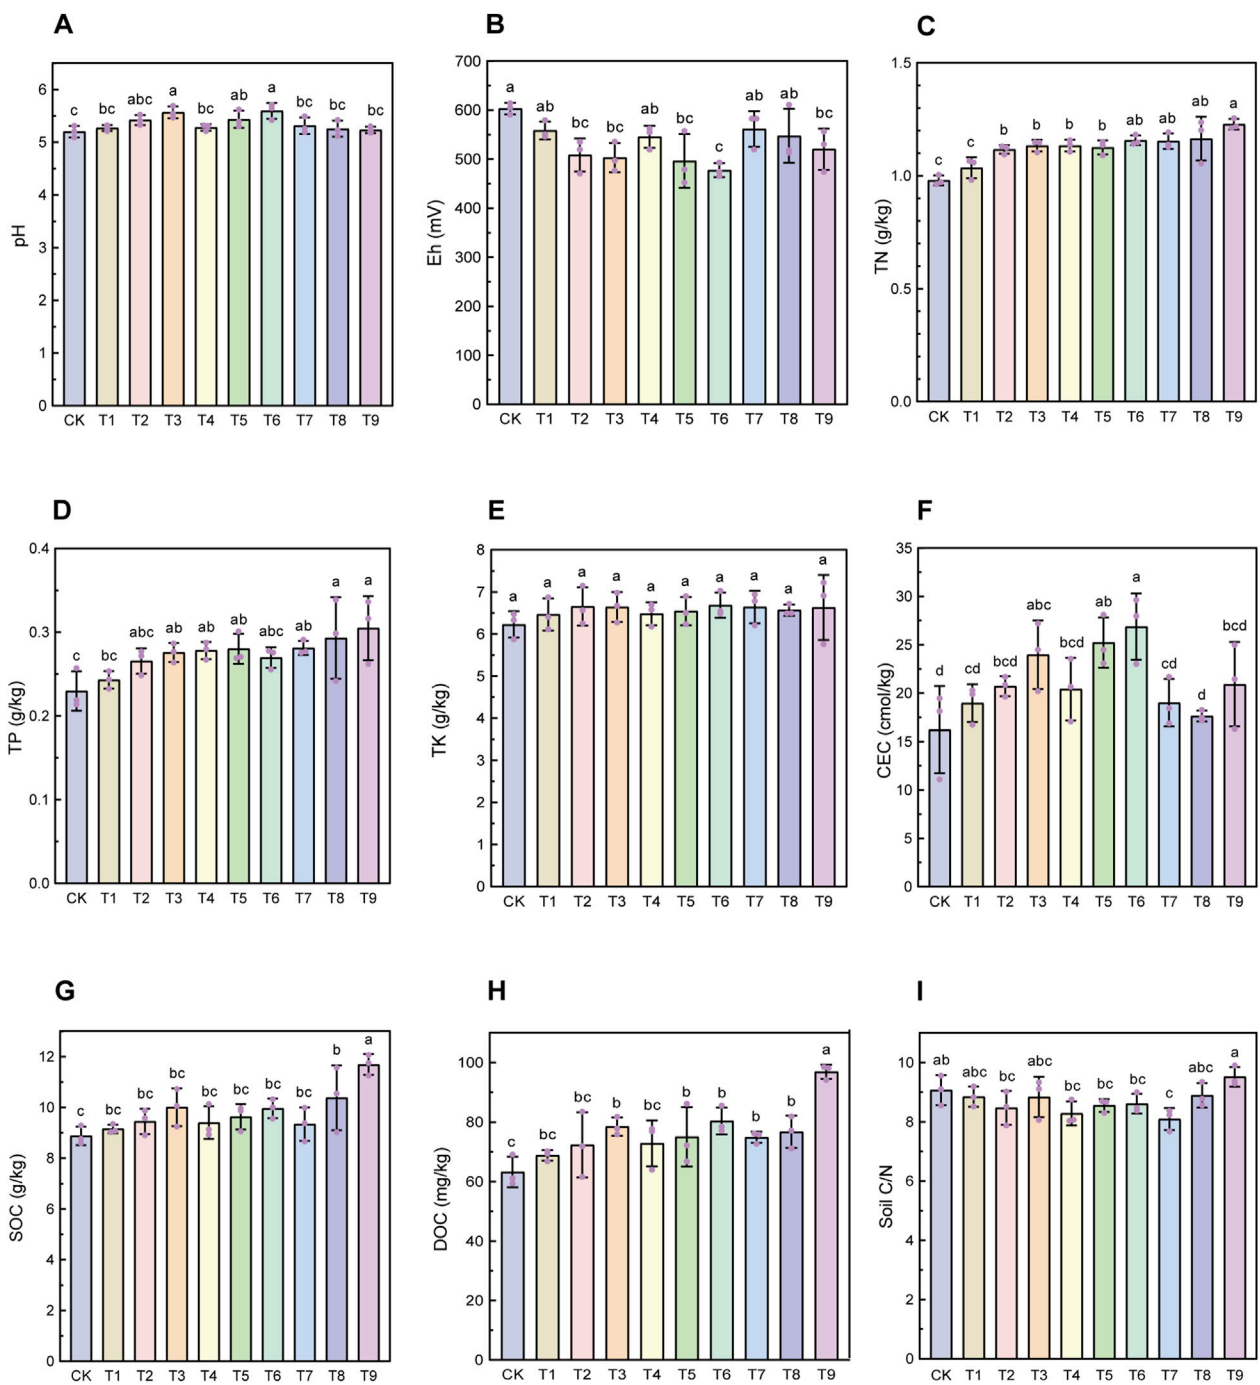 A
pH
6
5
4
3
2
1
0
c bc abc a bc ab a bc bc bc
CK T1 T2 T3 T4 T5 T6 T7 T8 T9
B
Eh (mV)
700
600
500
400
300
200
100
0
a ab bc bc ab bc c ab ab bc
CK T1 T2 T3 T4 T5 T6 T7 T8 T9
C
TN (g/kg)
1.5
1.0
0.5
0.0
c c b b b b ab ab ab a
CK T1 T2 T3 T4 T5 T6 T7 T8 T9
D
TP (g/kg)
0.4
0.3
0.2
0.1
0.0
c bc abc ab ab ab abc ab a a
CK T1 T2 T3 T4 T5 T6 T7 T8 T9
E
TK (g/kg)
8
7
6
5
4
3
2
1
0
a a a a a a a a a a
CK T1 T2 T3 T4 T5 T6 T7 T8 T9
F
CEC (cmol/kg)
35
30
25
20
15
10
5
0
d cd bcd abc bcd ab a cd d bcd
CK T1 T2 T3 T4 T5 T6 T7 T8 T9
G
SOC (g/kg)
12
10
8
6
4
2
0
c bc bc bc bc bc bc bc b a
CK T1 T2 T3 T4 T5 T6 T7 T8 T9
H
DOC (mg/kg)
100
80
60
40
20
0
c bc bc b bc b b b b a
CK T1 T2 T3 T4 T5 T6 T7 T8 T9
I
Soil C/N
10
8
6
4
2
0
ab abc bc abc bc bc bc c abc a
CK T1 T2 T3 T4 T5 T6 T7 T8 T9